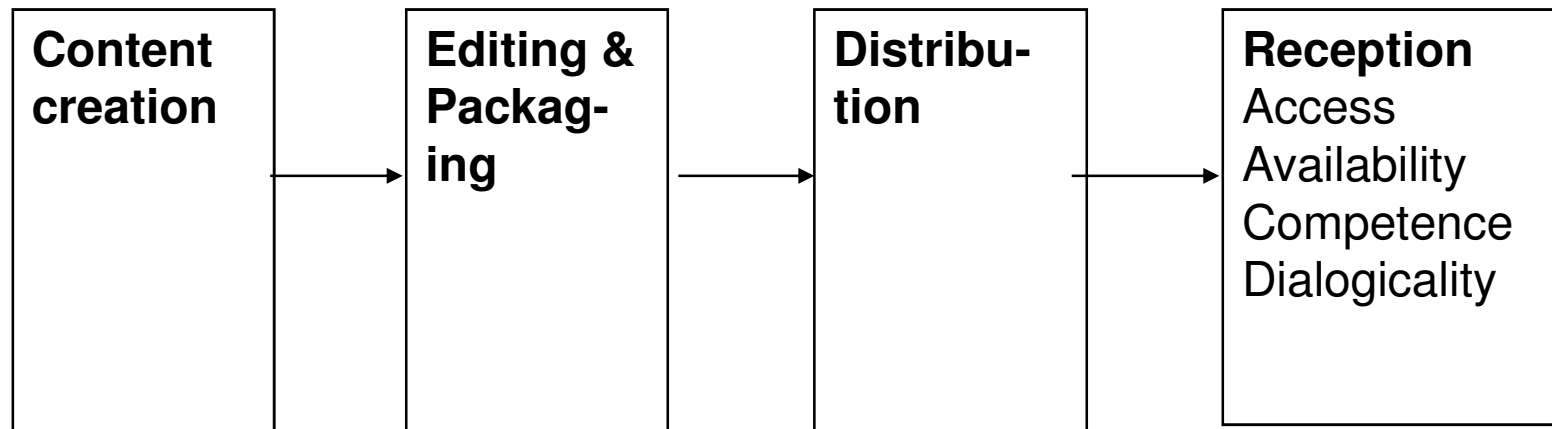 Content
creation
Editing &
Packag-
ing
Distribu-
tion
Reception
Access
Availability
Competence
Dialogicality